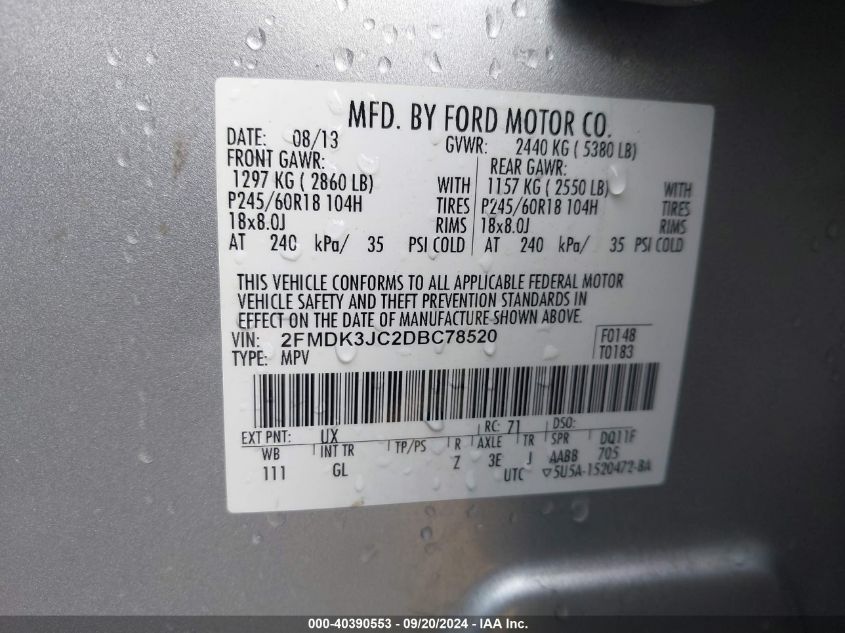 MFD. BY FORD MOTOR CO.
DATE: 08/13 GVWR: 2440 KG ( 5380 LB)
FRONT GAWR: REAR GAWR:
1297 KG ( 2860 LB) WITH 1157 KG ( 2550 LB) WITH
P245/60R18 104H TIRES P245/60R18 104H TIRES
18x8.0J RIMS 18x8.0J RIMS
AT 240 kPa/ 35 PSI COLD AT 240 kPa/ 35 PSI COLD
THIS VEHICLE CONFORMS TO ALL APPLICABLE FEDERAL MOTOR
VEHICLE SAFETY AND THEFT PREVENTION STANDARDS IN
EFFECT ON THE DATE OF MANUFACTURE SHOWN ABOVE.
VIN: 2FMDK3JC2DBC78520 F0148
TYPE: MPV T0183
EXT PNT: UX RC: 71 DSO:
WB INT TR TP/PS R AXLE TR SPR DQ11F
111 GL Z 3E J AABB 705
UTC ▽5U5A-1520472-BA
000-40390553 - 09/20/2024 - IAA Inc.